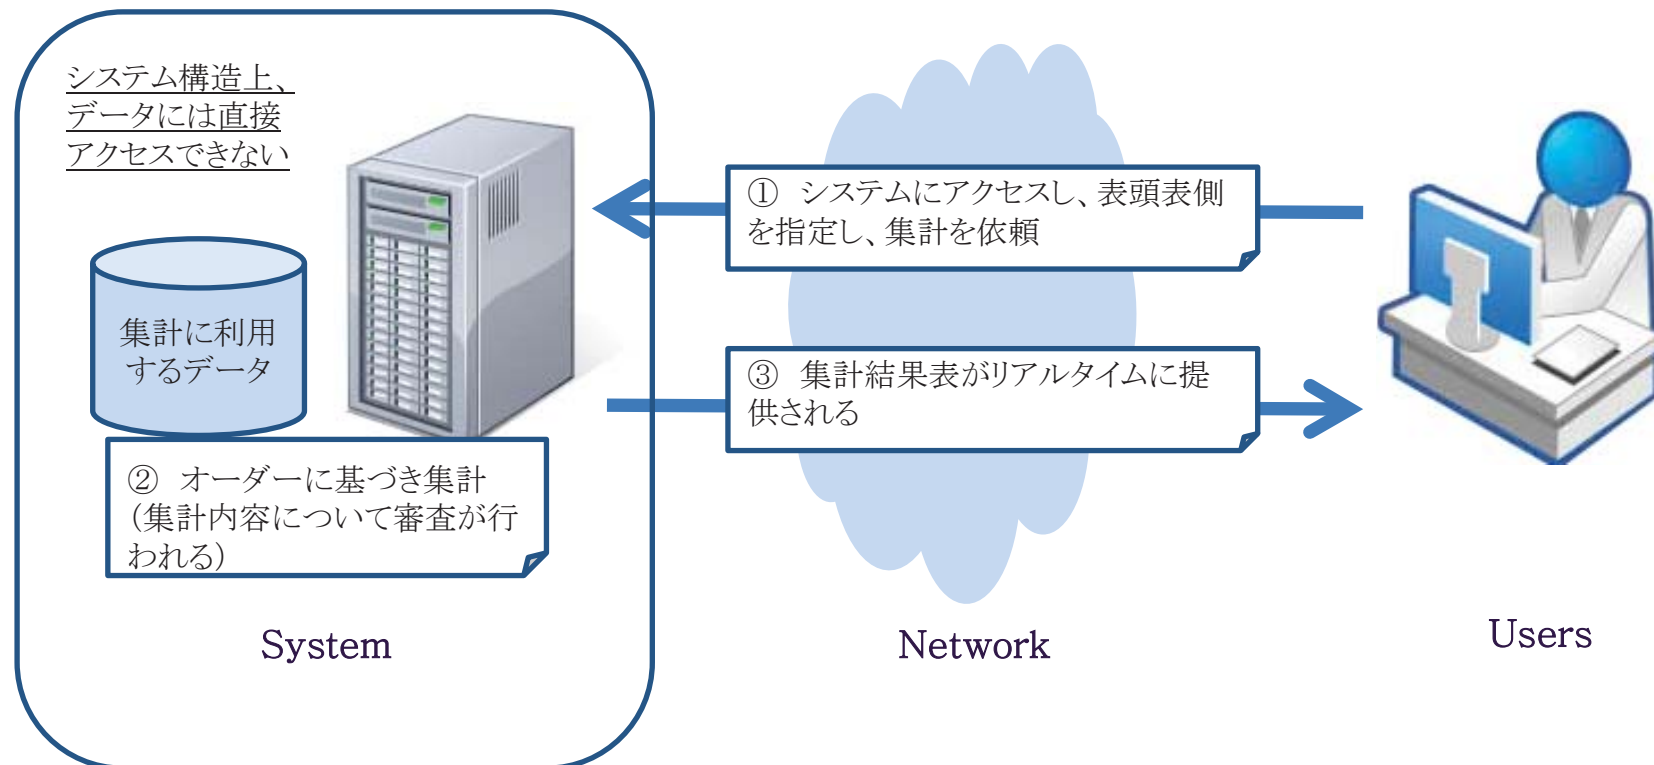 システム構造上、
データには直接
アクセスできない
集計に利用
するデータ
② オーダーに基づき集計
（集計内容について審査が行
われる）
System
① システムにアクセスし、表頭表側
を指定し、集計を依頼
③ 集計結果表がリアルタイムに提
供される
Network
Users